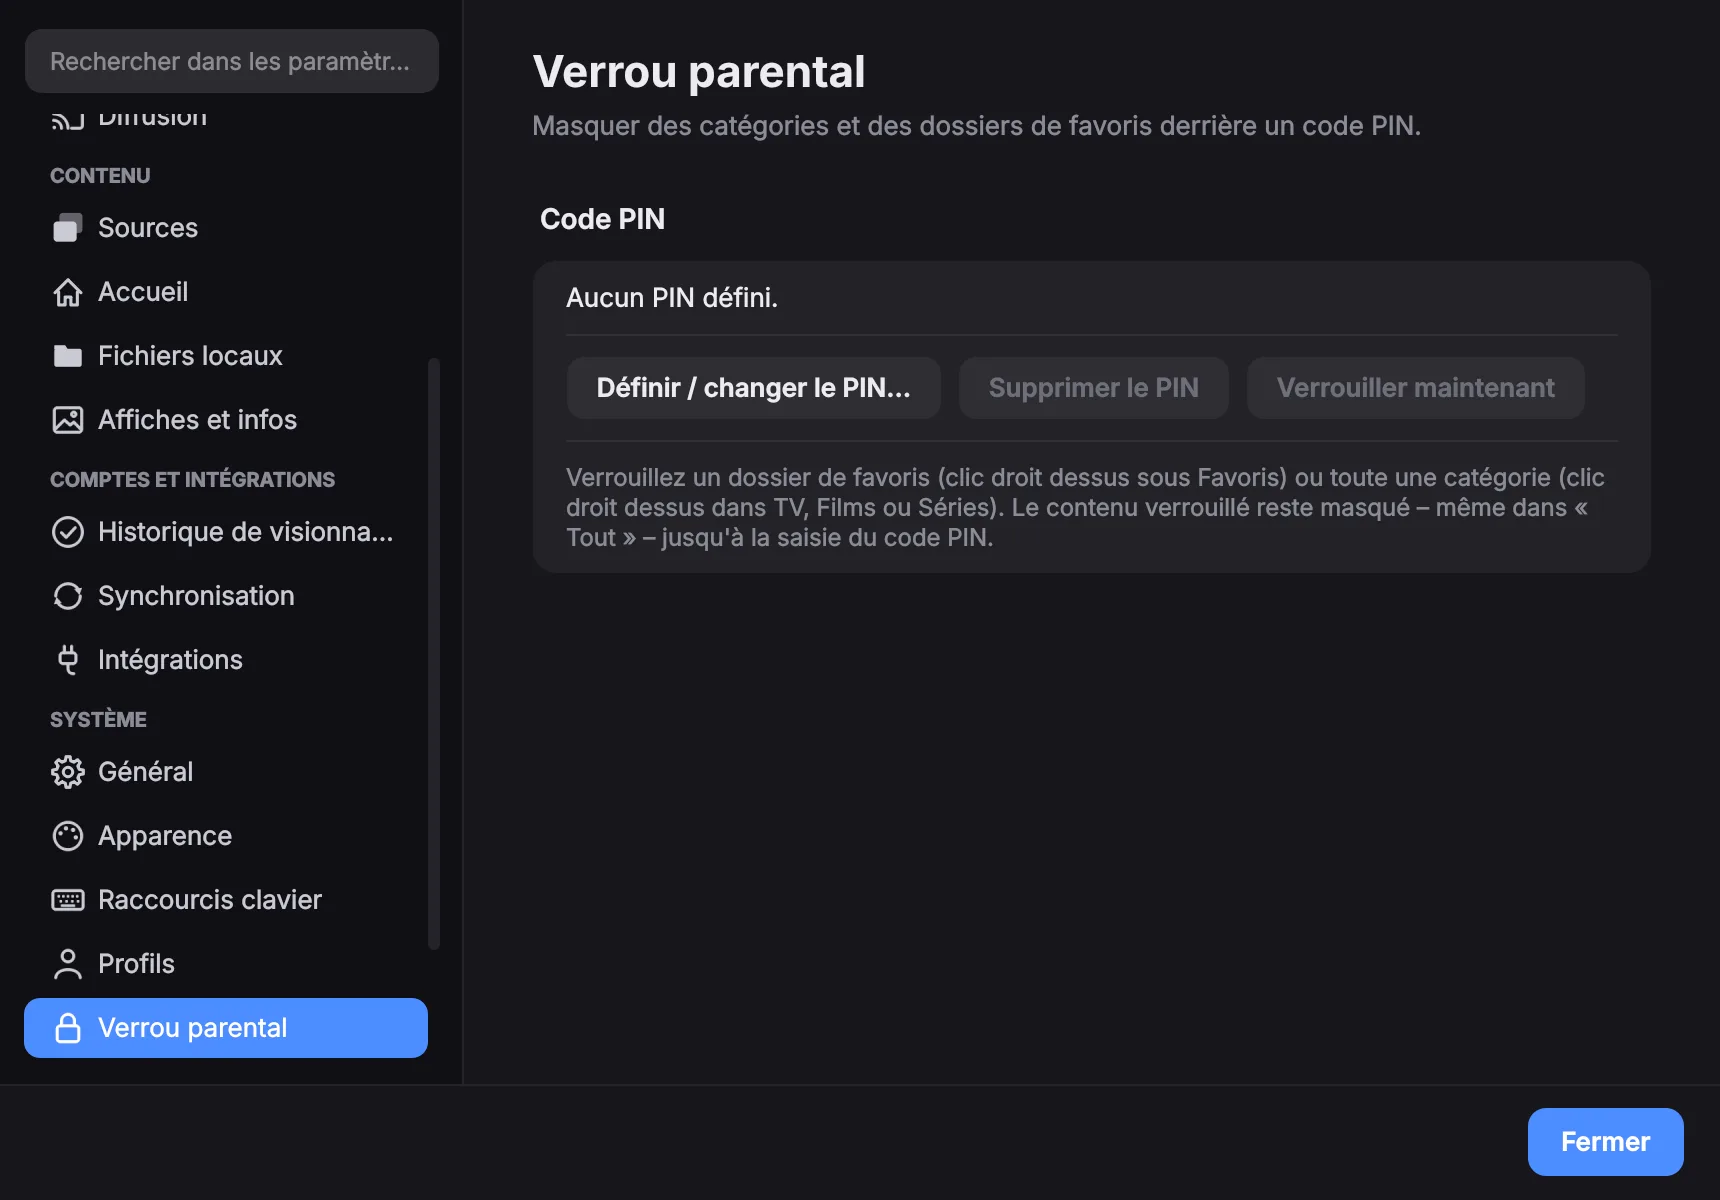 Rechercher dans les paramètr...
Diffusion
CONTENU
Sources
Accueil
Fichiers locaux
Affiches et infos
COMPTES ET INTÉGRATIONS
Historique de visionna...
Synchronisation
Intégrations
SYSTÈME
Général
Apparence
Raccourcis clavier
Profils
Verrou parental
Verrou parental
Masquer des catégories et des dossiers de favoris derrière un code PIN.
Code PIN
Aucun PIN défini.
Définir / changer le PIN...
Supprimer le PIN
Verrouiller maintenant
Verrouillez un dossier de favoris (clic droit dessus sous Favoris) ou toute une catégorie (clic
droit dessus dans TV, Films ou Séries). Le contenu verrouillé reste masqué – même dans «
Tout » – jusqu'à la saisie du code PIN.
Fermer